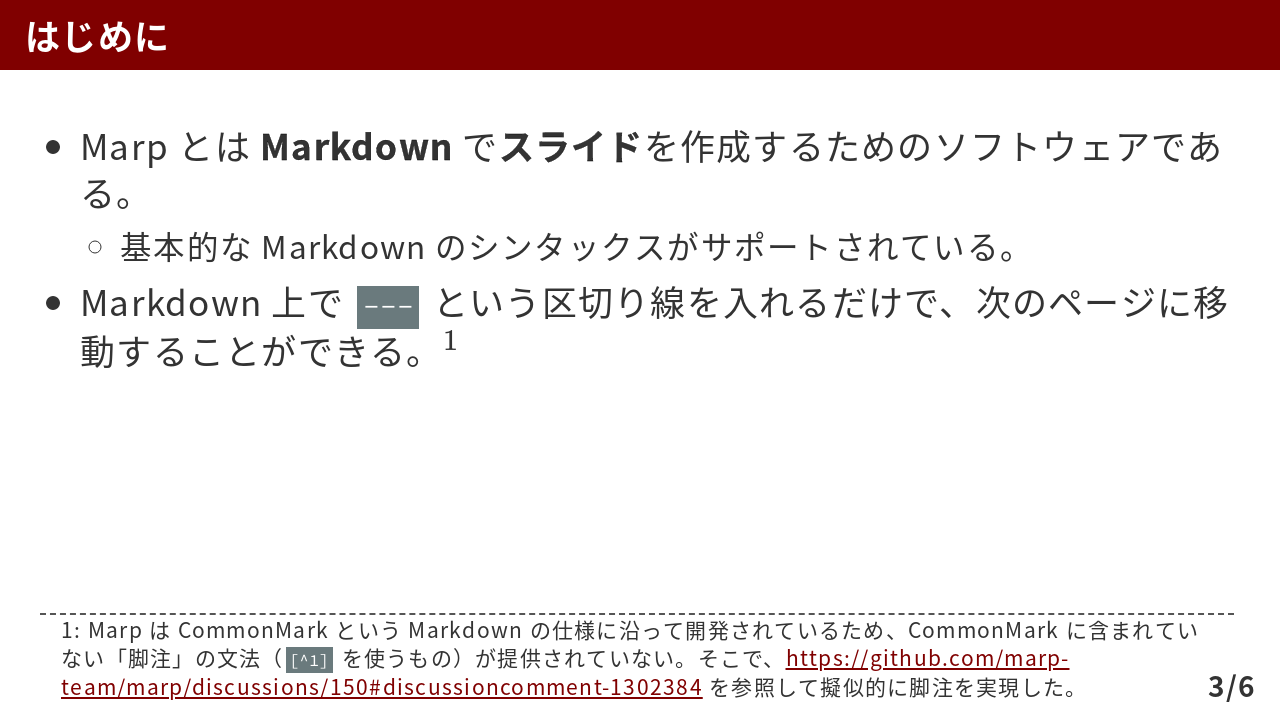 はじめに
Marp とは Markdown でスライドを作成するためのソフトウェアであ
る。
基本的な Markdown のシンタックスがサポートされている。
Markdown 上で --- という区切り線を入れるだけで、次のページに移
動することができる。1
1: Marp は CommonMark という Markdown の仕様に沿って開発されているため、CommonMark に含まれてい
ない「脚注」の文法（[^1] を使うもの）が提供されていない。そこで、https://github.com/marp-
team/marp/discussions/150#discussioncomment-1302384 を参照して擬似的に脚注を実現した。
3/6